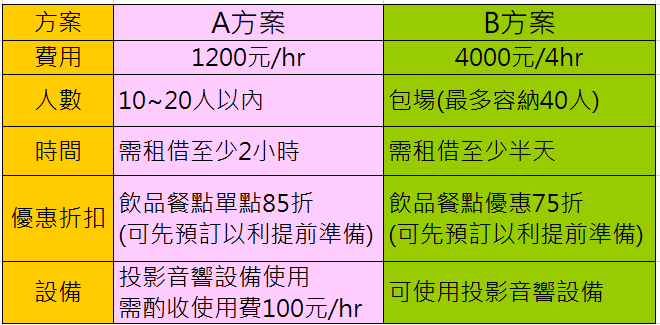 方案 A方案 B方案
費用 1200元/hr 4000元/4hr
人數 10~20人以內 包場(最多容納40人)
時間 需租借至少2小時 需租借至少半天
優惠折扣
飲品餐點單點85折
(可先預訂以利提前準備)
飲品餐點優惠75折
(可先預訂以利提前準備)
設備
投影音響設備使用
需酌收使用費100元/hr
可使用投影音響設備